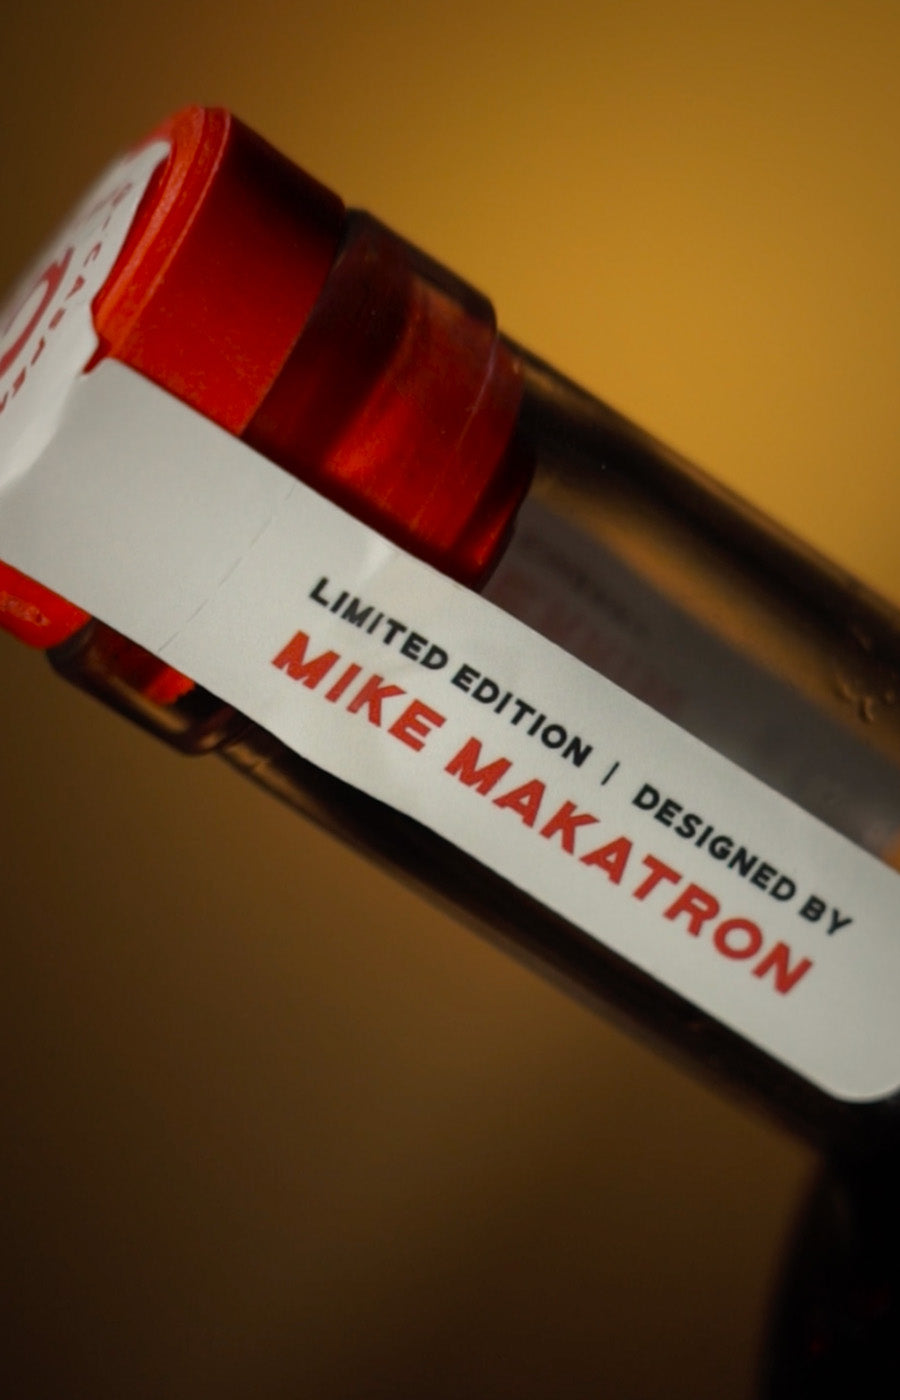 LIMITED EDITION | DESIGNED BY
MIKE MAKATRON